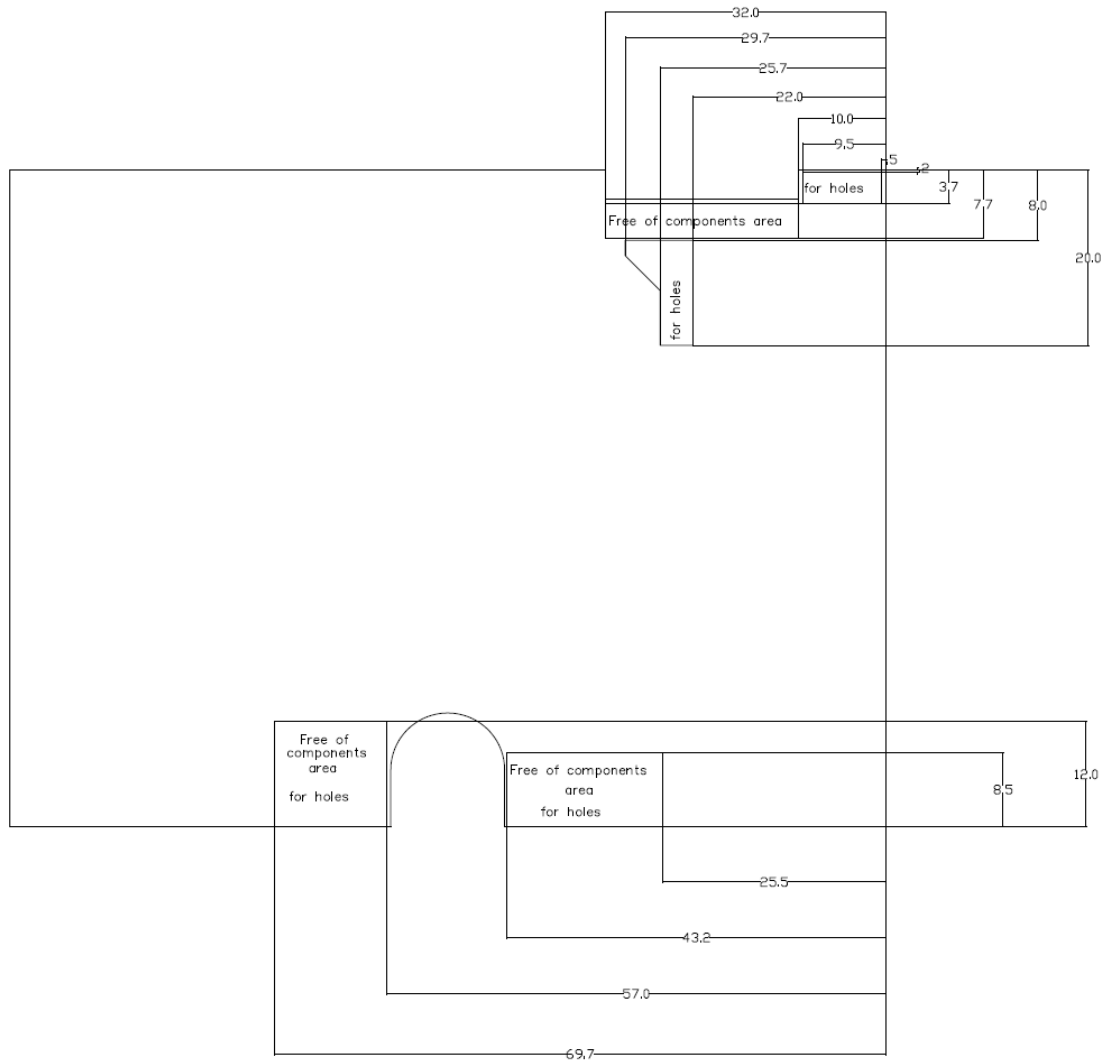 32.0
29.7
25.7
22.0
10.0
9.5
.5
.2
for holes
3.7
7.7
8.0
Free of components area
20.0
for holes
Free of
components
area
for holes
Free of components
area
for holes
12.0
8.5
25.5
43.2
57.0
69.7